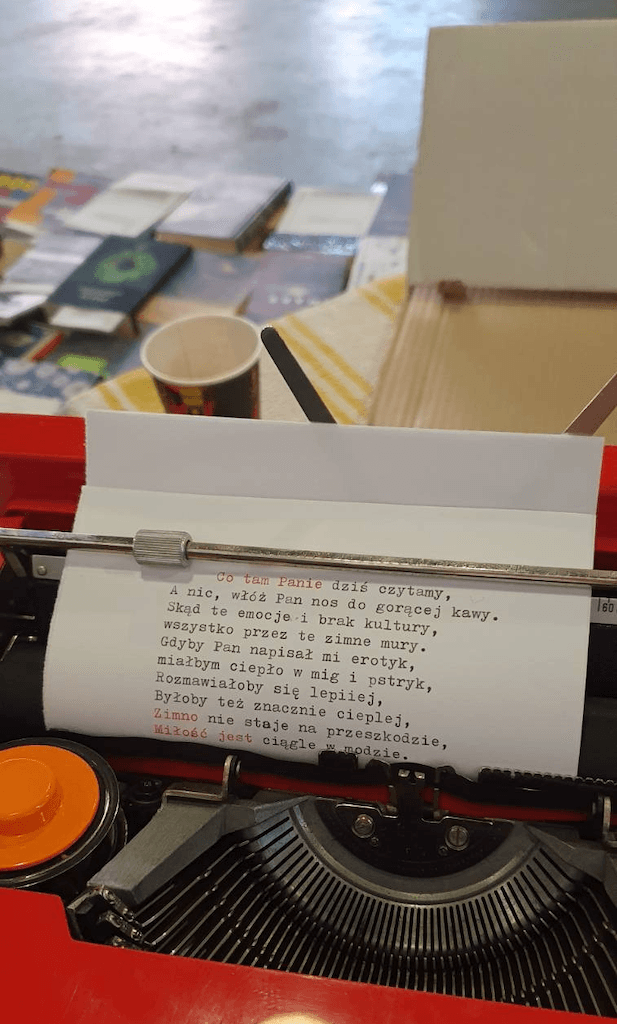 Co tam Panie dziś czytamy,
A nic, włóż Pan nos do gorącej kawy.
Skąd te emocje i brak kultury,
wszystko przez te zimne mury.
Gdyby Pan napisał mi erotyk,
miałbym ciepło w mig i pstryk,
Rozmawiałoby się lepiiej,
Byłoby też znacznie cieplej,
Zimno nie staje na przeszkodzie,
Miłość jest ciągle w modzie.
60